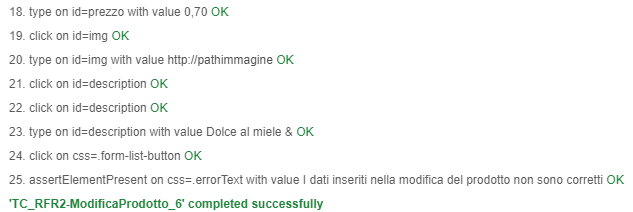 18. type on id=prezzo with value 0,70 OK
19. click on id=img OK
20. type on id=img with value http://pathimmagine OK
21. click on id=description OK
22. click on id=description OK
23. type on id=description with value Dolce al miele & OK
24. click on css=.form-list-button OK
25. assertElementPresent on css=.errorText with value I dati inseriti nella modifica del prodotto non sono corretti OK
'TC_RFR2-ModificaProdotto_6' completed successfully